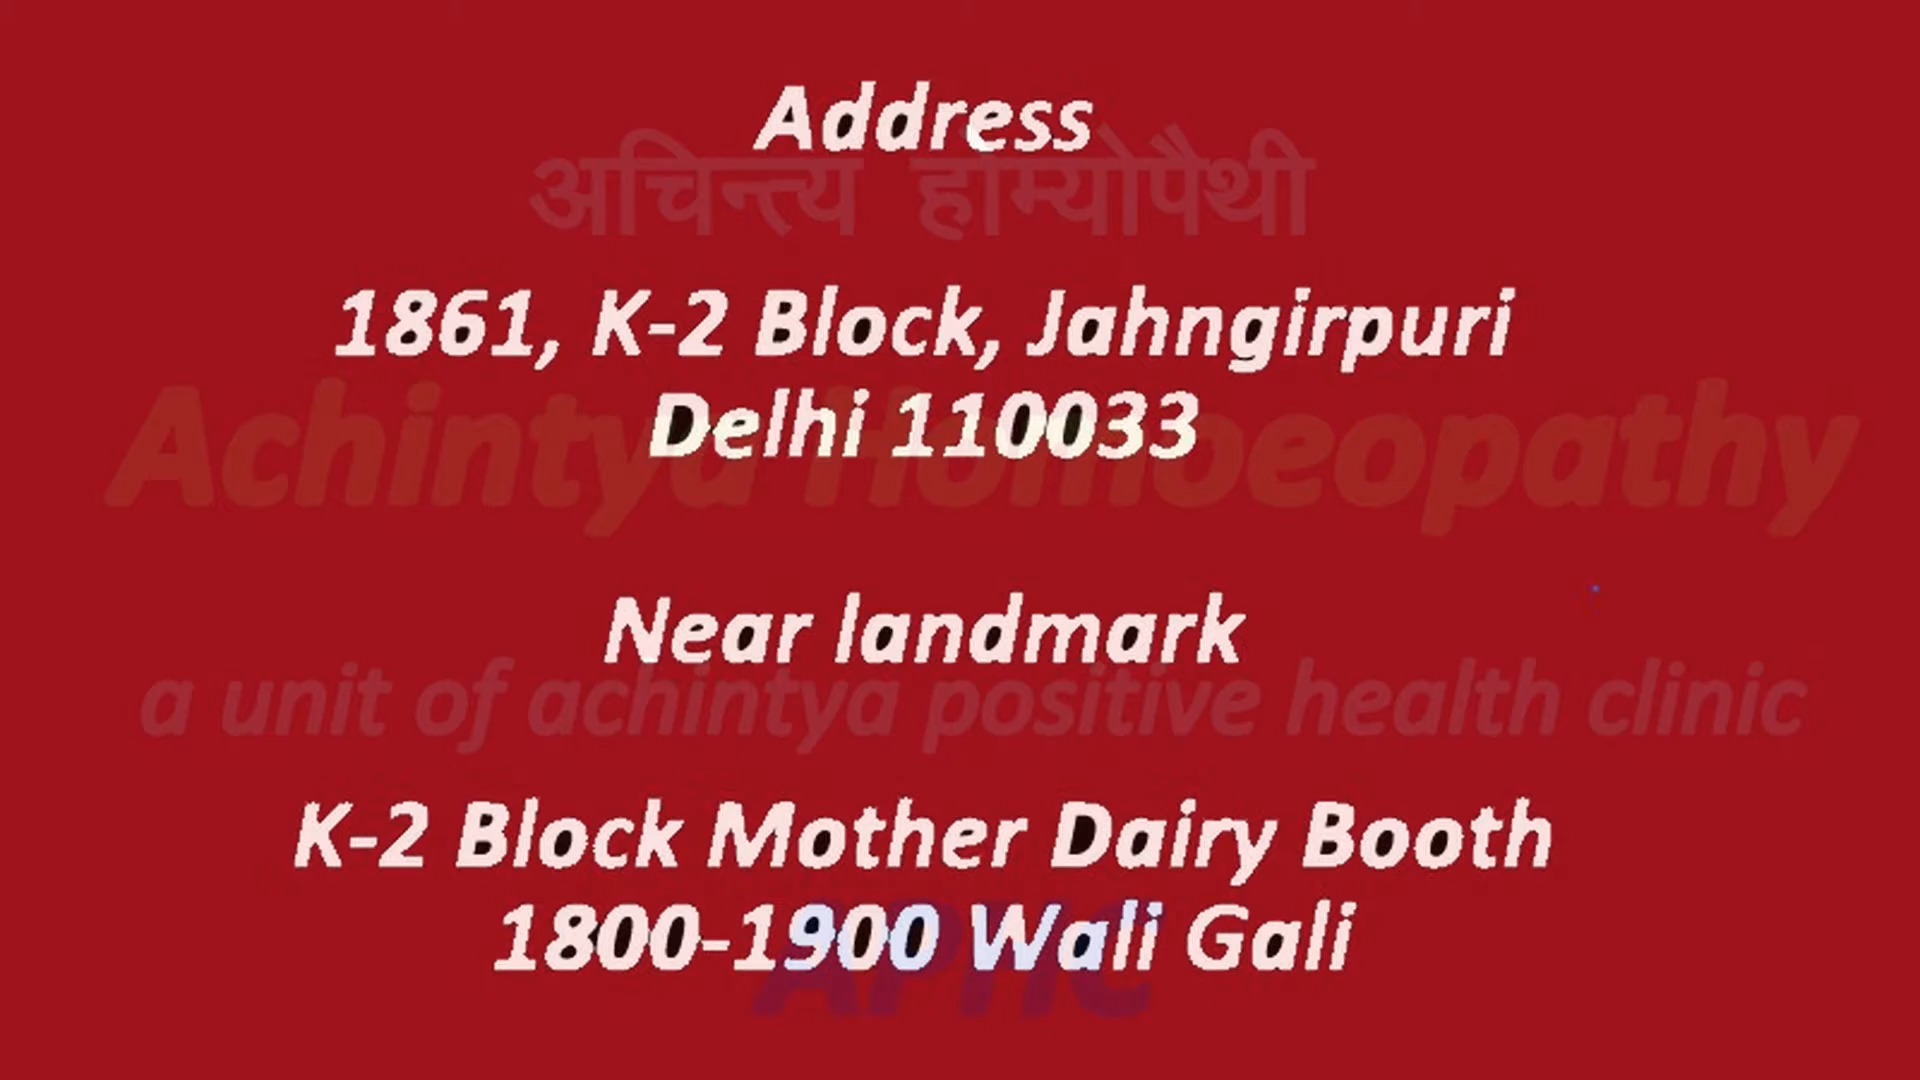 Address
अचिन्त्य होम्योपैथी
1861, K-2 Block, Jahngirpuri
Delhi 110033
Achintya Homoeopathy
Near landmark
a unit of achintya positive health clinic
K-2 Block Mother Dairy Booth
1800-1900 Wali Gali
APHC